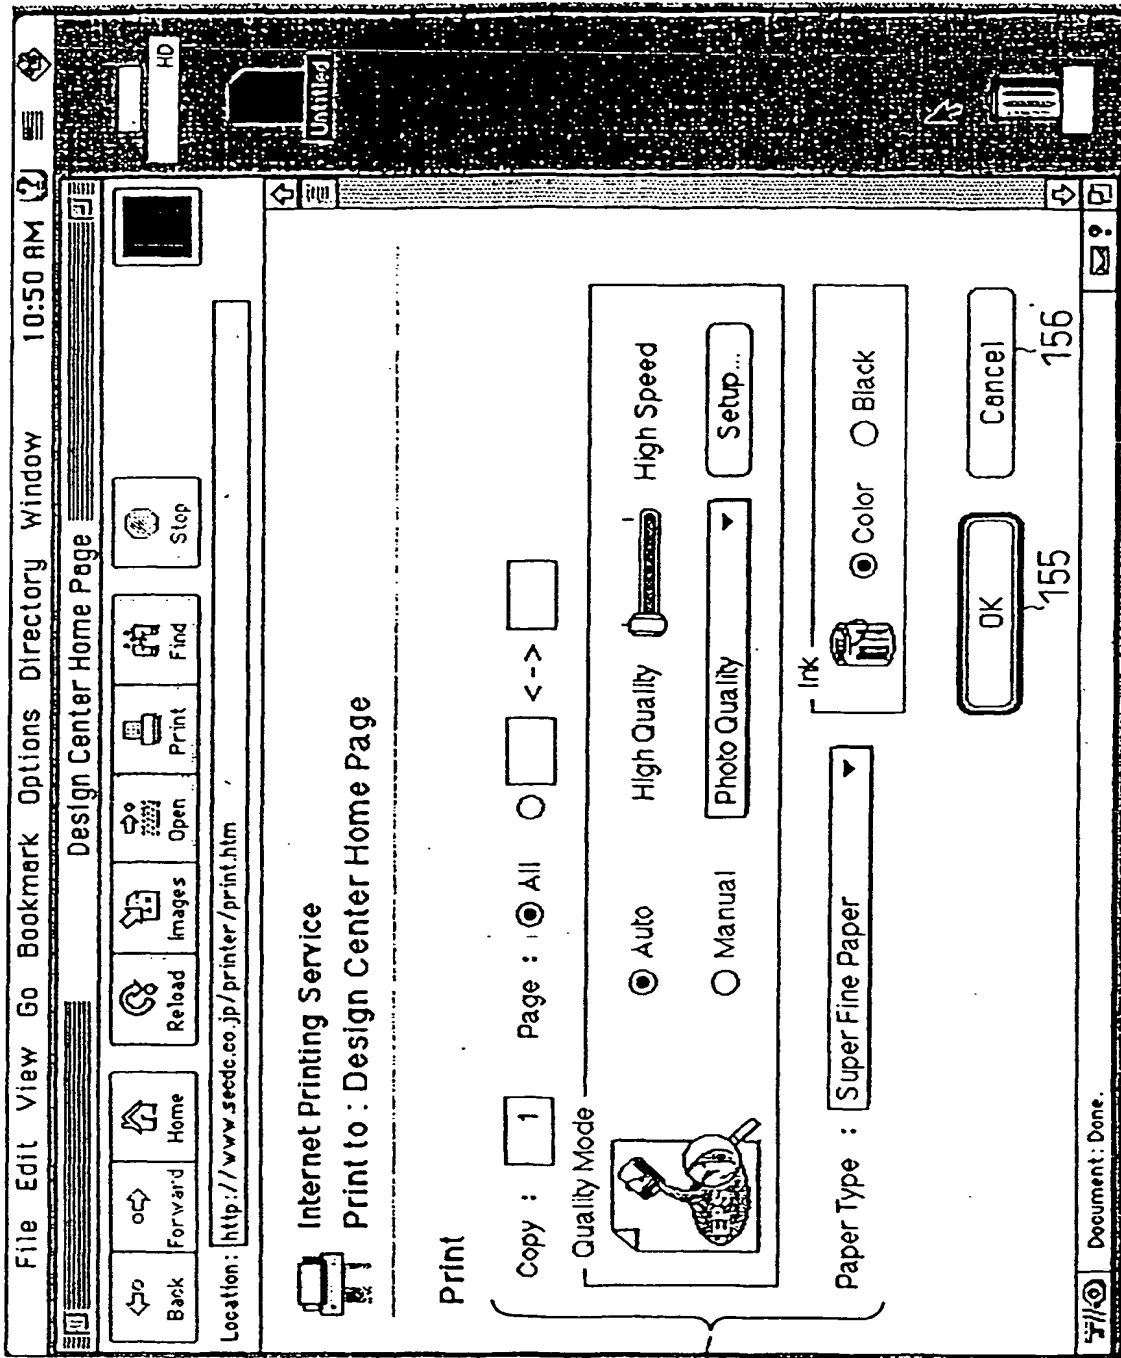 File Edit View Go Bookmark Options Directory Window 10:50 AM
Design Center Home Page
HD
Back Forward Home Reload Images Open Print Find Stop
Untitled
Location: http://www.secdc.co.jp/printer/print.htm
Internet Printing Service
Print to : Design Center Home Page
Print
Copy : 1 Page : All <->
Quality Mode
Auto High Quality High Speed
Manual Photo Quality Setup...
Ink
Paper Type : Super Fine Paper Color Black
OK Cancel
155 156
Document: Done. ?